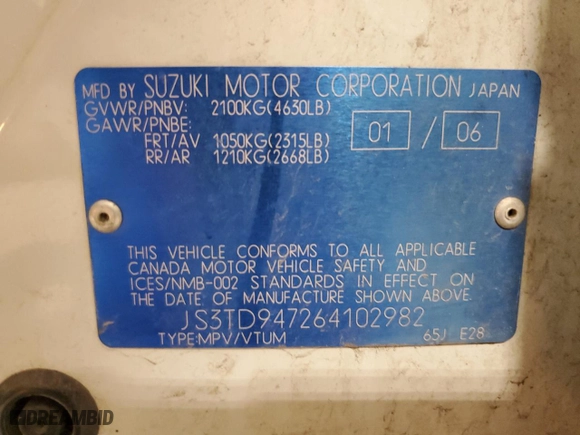 MFD BY SUZUKI MOTOR CORPORATION JAPAN
GVWR/PNBV: 2100KG(4630LB)
GAWR/PNBE:
FRT/AV 1050KG(2315LB)
RR/AR 1210KG(2668LB)
01 / 06
THIS VEHICLE CONFORMS TO ALL APPLICABLE
CANADA MOTOR VEHICLE SAFETY AND
ICES/NMB-002 STANDARDS IN EFFECT ON
THE DATE OF MANUFACTURE SHOWN ABOVE.
JS3TD947264102982
TYPE:MPV/VTUM 65J E28
iDREAMBID